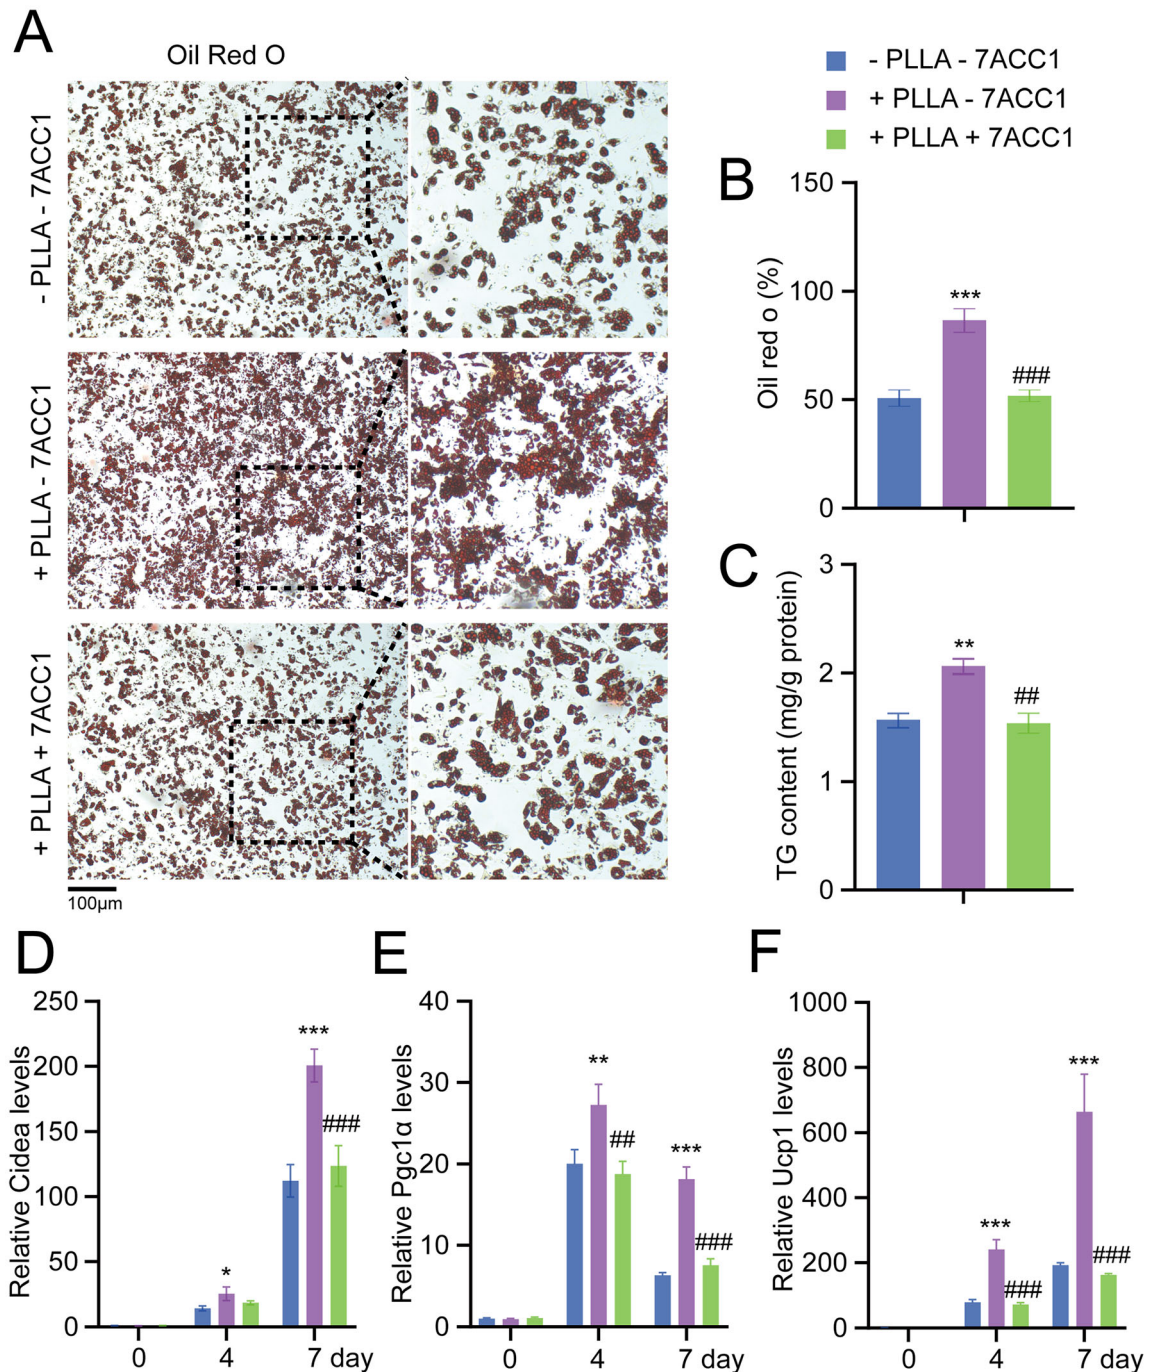 A
Oil Red O
- PLLA - 7ACC1
+ PLLA - 7ACC1
+ PLLA + 7ACC1
100μm
- PLLA - 7ACC1
+ PLLA - 7ACC1
+ PLLA + 7ACC1
B
Oil red o (%)
150
100
50
0
***
###
C
TG content (mg/g protein)
3
2
1
0
**
##
D
Relative Cidea levels
250
200
150
100
50
0
*
***
###
0 4 7 day
E
Relative Pgc1α levels
40
30
20
10
0
**
##
***
###
0 4 7 day
F
Relative Ucp1 levels
1000
800
600
400
200
0
***
###
***
###
0 4 7 day